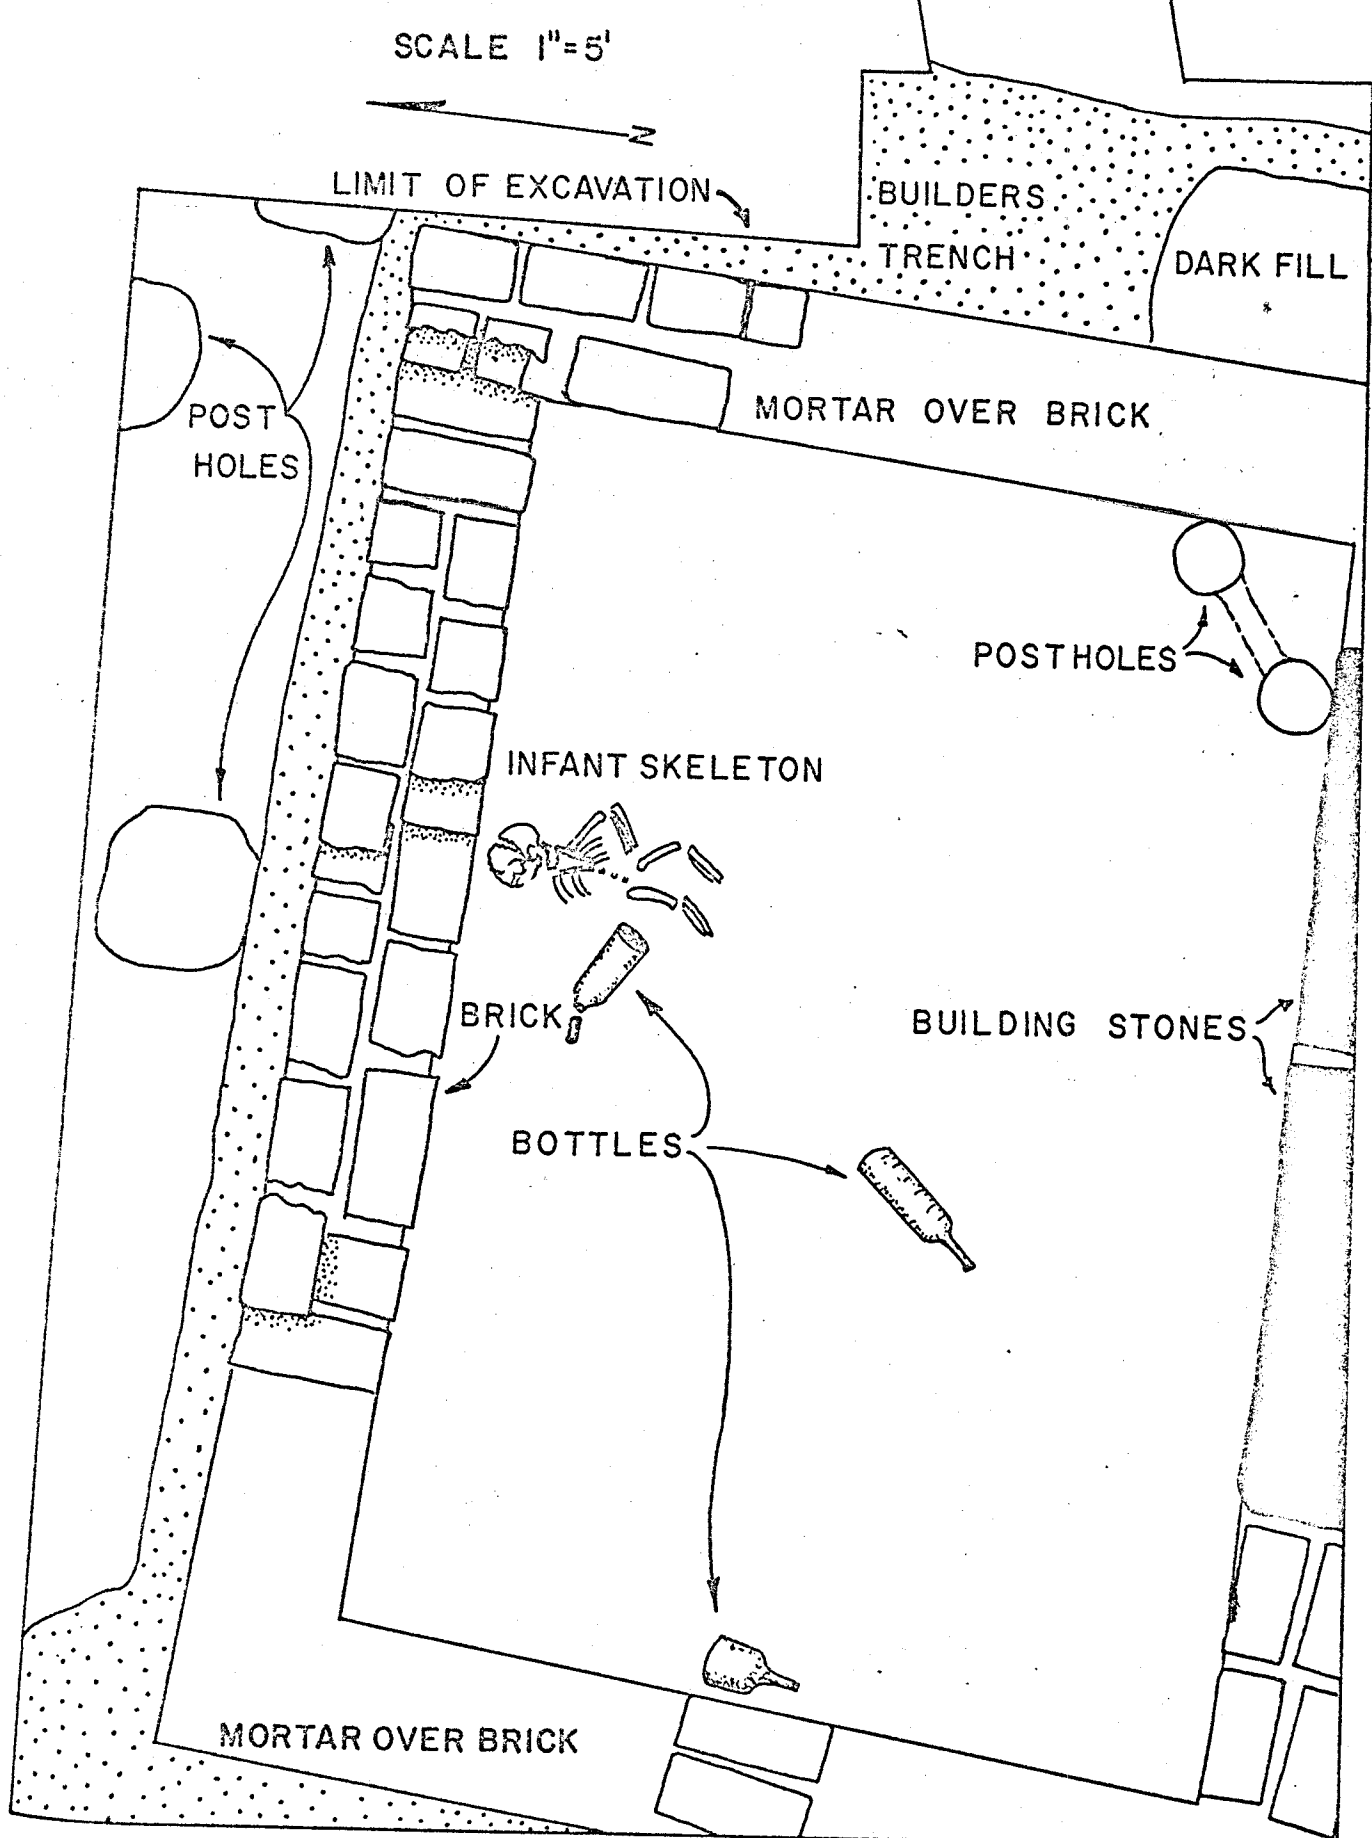 SCALE 1"=5'
N
LIMIT OF EXCAVATION
BUILDERS
TRENCH
DARK FILL
POST
HOLES
MORTAR OVER BRICK
POSTHOLES
INFANT SKELETON
BRICK
BUILDING STONES
BOTTLES
MORTAR OVER BRICK